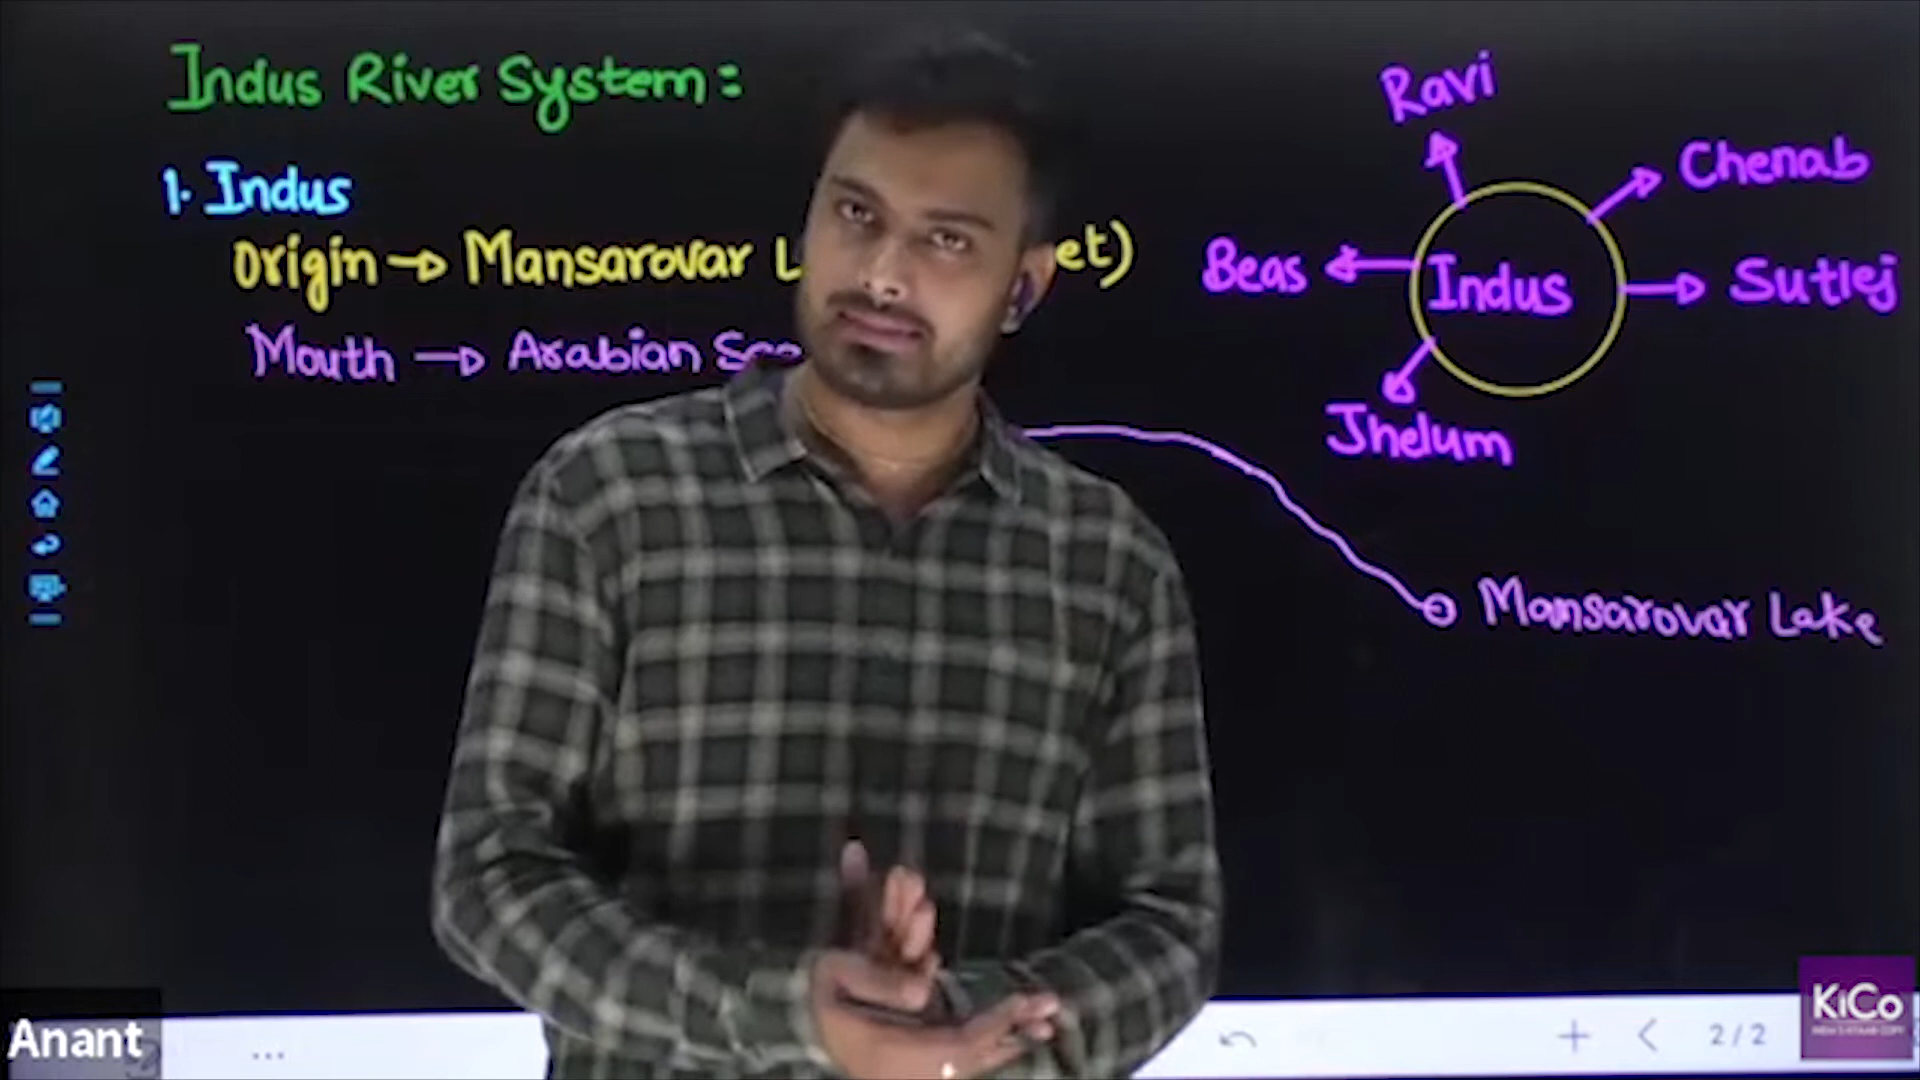 Indus River System:
1. Indus
Origin → Mansarovar L et)
Mouth → Arabian Sea
Ravi
Chenab
Beas
Indus
Sutlej
Jhelum
Mansarovar Lake
Anant
...
2/2
KiCo